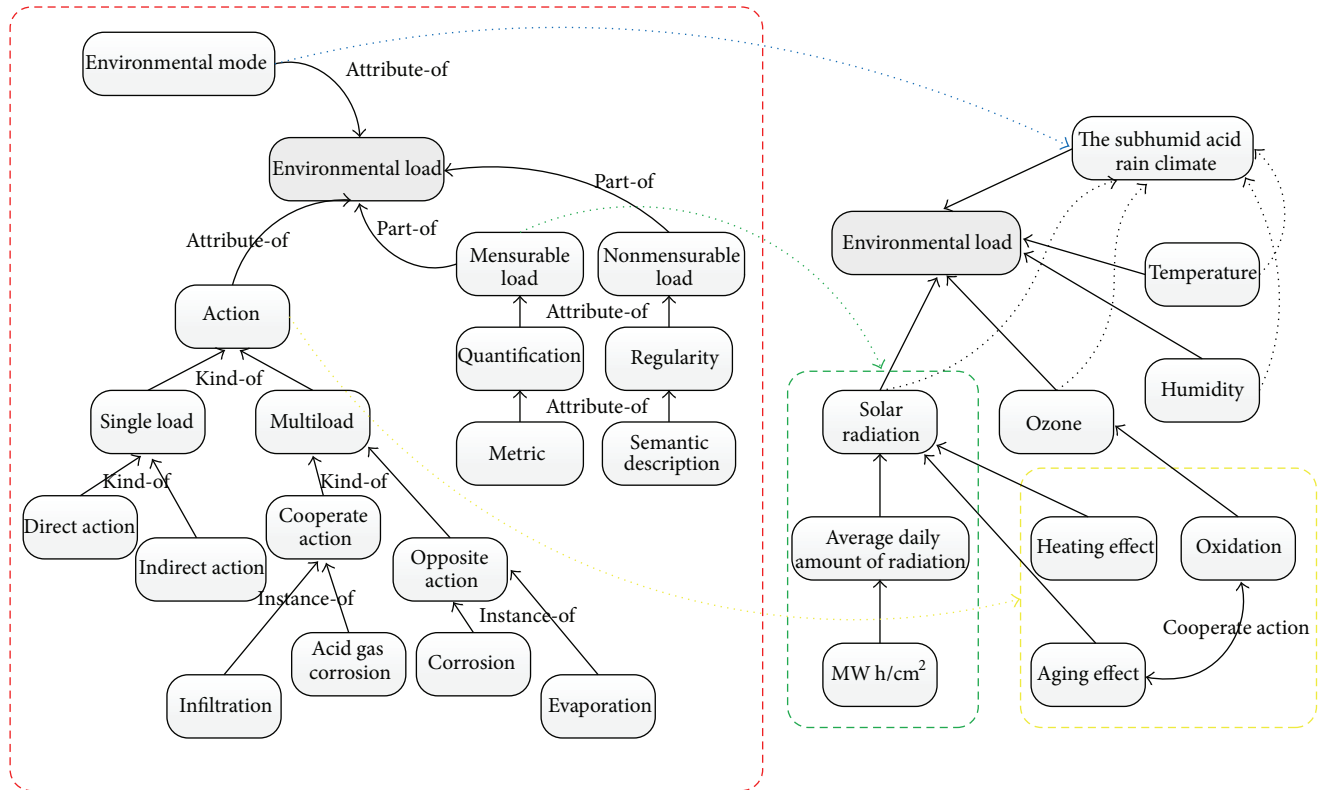 Environmental mode
Attribute-of
Environmental load
Part-of
Attribute-of
Part-of
Mensurable
load
Nonmensurable
load
Action
Attribute-of
Quantification
Regularity
Kind-of
Single load
Multiload
Attribute-of
Metric
Semantic
description
Kind-of
Kind-of
Direct action
Cooperate
action
Indirect action
Opposite
action
Instance-of
Instance-of
Acid gas
corrosion
Corrosion
Infiltration
Evaporation
The subhumid acid
rain climate
Environmental load
Temperature
Humidity
Solar
radiation
Ozone
Average daily
amount of radiation
Heating effect
Oxidation
Cooperate action
MW h/cm²
Aging effect